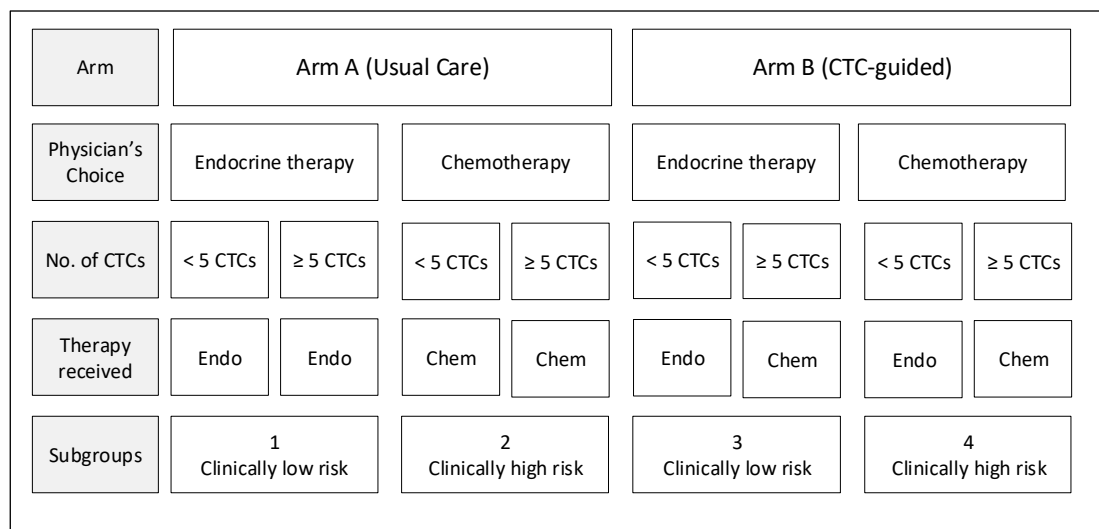 Arm
Arm A (Usual Care)
Arm B (CTC-guided)
Physician's
Choice
Endocrine therapy
Chemotherapy
Endocrine therapy
Chemotherapy
No. of CTCs
< 5 CTCs
≥ 5 CTCs
< 5 CTCs
≥ 5 CTCs
< 5 CTCs
≥ 5 CTCs
< 5 CTCs
≥ 5 CTCs
Therapy
received
Endo
Endo
Chem
Chem
Endo
Chem
Endo
Chem
Subgroups
1
Clinically low risk
2
Clinically high risk
3
Clinically low risk
4
Clinically high risk